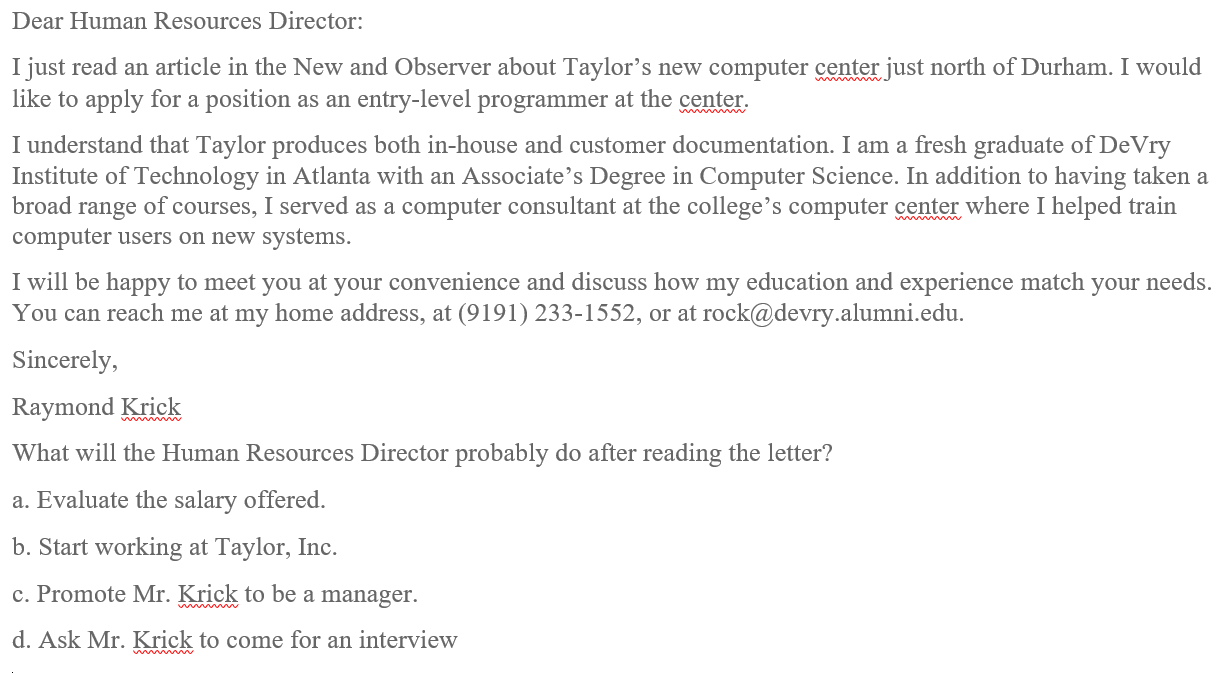 Dear Human Resources Director:
I just read an article in the New and Observer about Taylor’s new computer center just north of Durham. I would
like to apply for a position as an entry-level programmer at the center.
I understand that Taylor produces both in-house and customer documentation. I am a fresh graduate of DeVry
Institute of Technology in Atlanta with an Associate’s Degree in Computer Science. In addition to having taken a
broad range of courses, I served as a computer consultant at the college’s computer center where I helped train
computer users on new systems.
I will be happy to meet you at your convenience and discuss how my education and experience match your needs.
You can reach me at my home address, at (9191) 233-1552, or at rock@devry.alumni.edu.
Sincerely,
Raymond Krick
What will the Human Resources Director probably do after reading the letter?
a. Evaluate the salary offered.
b. Start working at Taylor, Inc.
c. Promote Mr. Krick to be a manager.
d. Ask Mr. Krick to come for an interview